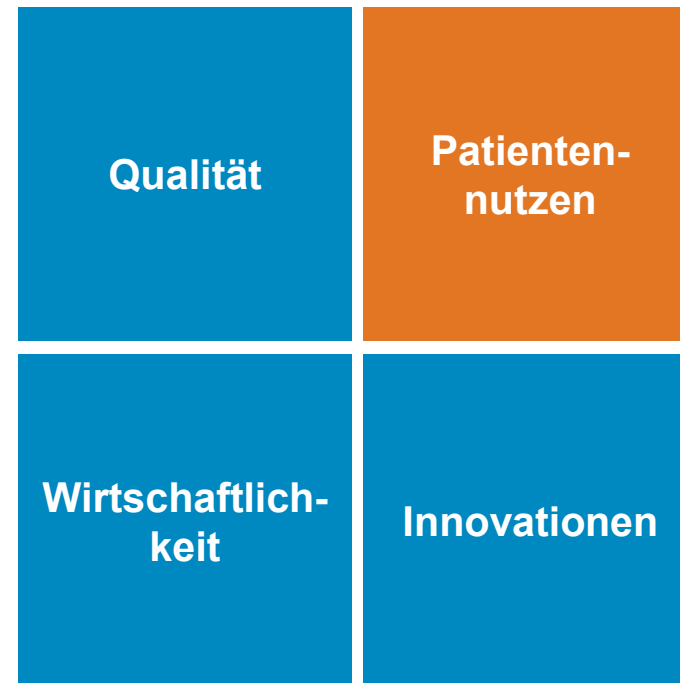 Qualität
Patienten-
nutzen
Wirtschaftlich-
keit
Innovationen